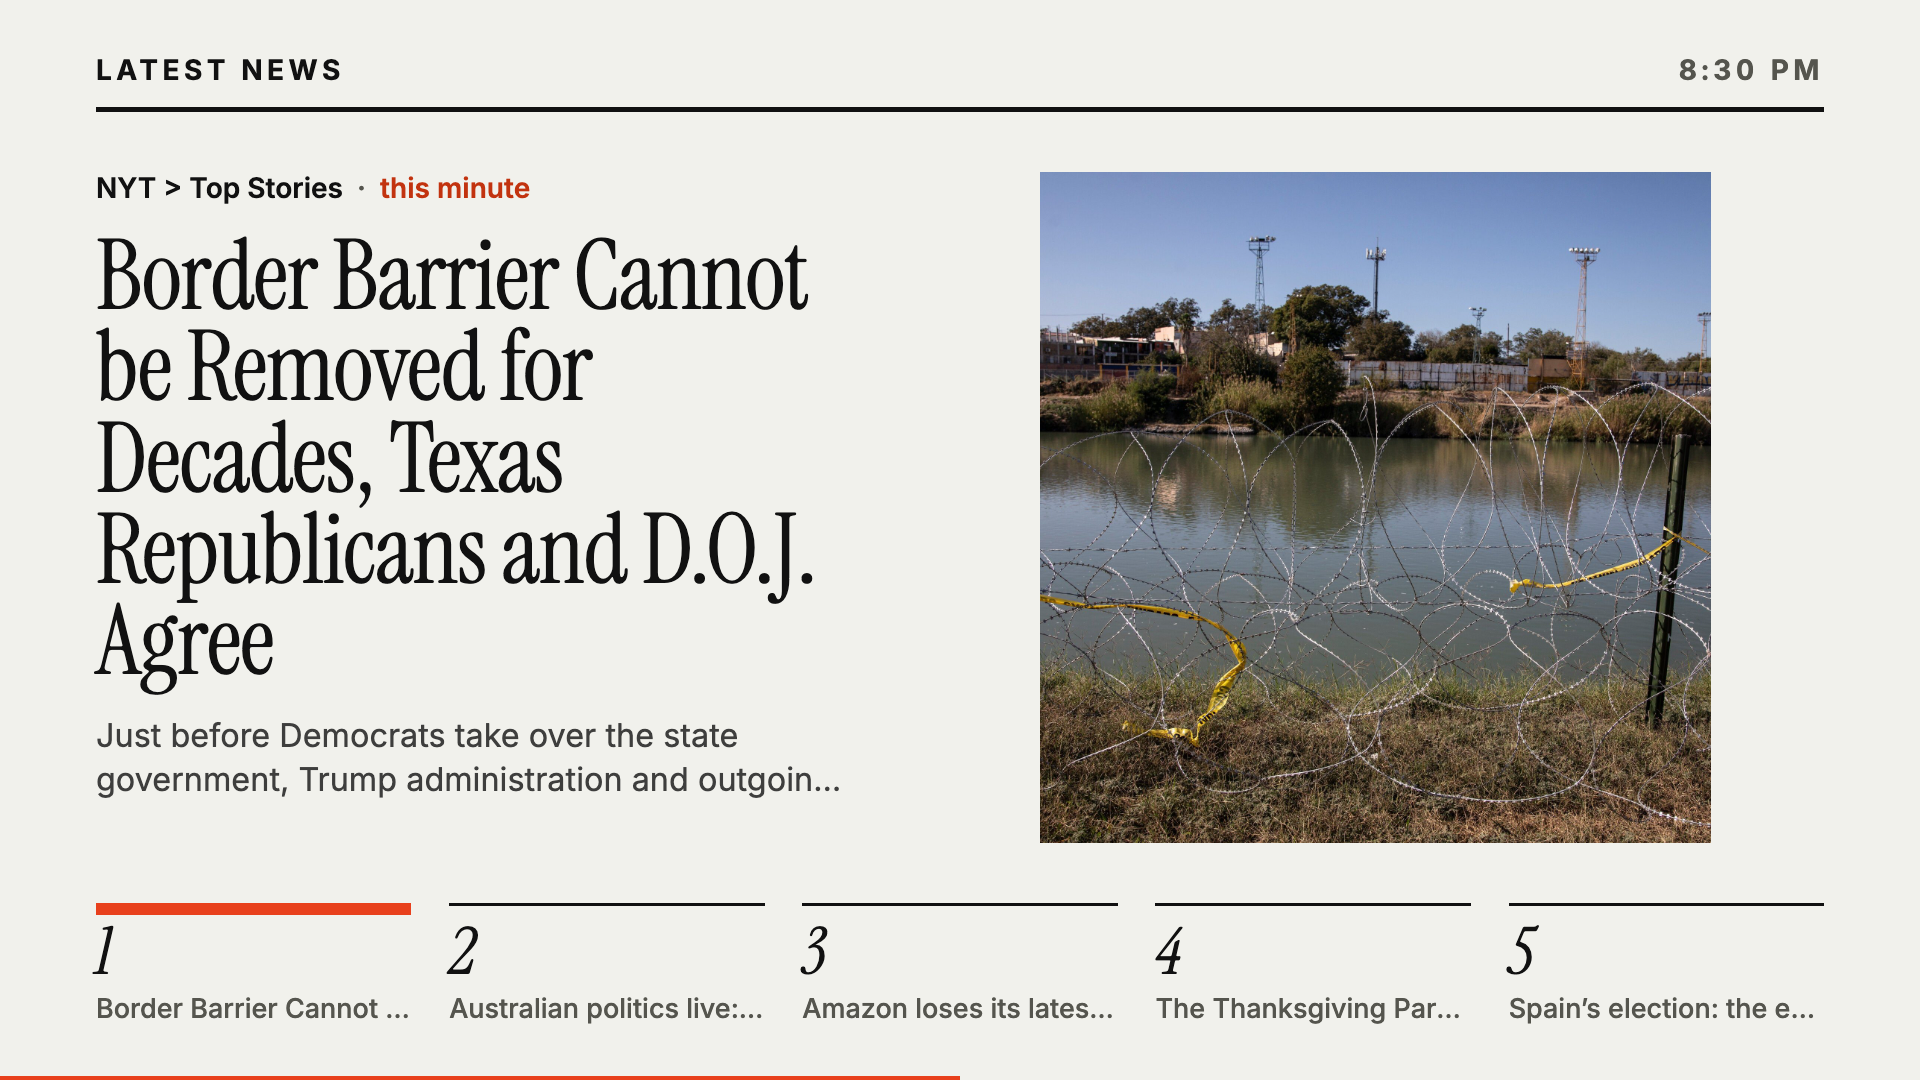 LATEST NEWS
8:30 PM
NYT > Top Stories · this minute
Border Barrier Cannot
be Removed for
Decades, Texas
Republicans and D.O.J.
Agree
Just before Democrats take over the state
government, Trump administration and outgoin...
1
Border Barrier Cannot ...
2
Australian politics live:...
3
Amazon loses its lates...
4
The Thanksgiving Par...
5
Spain’s election: the e...